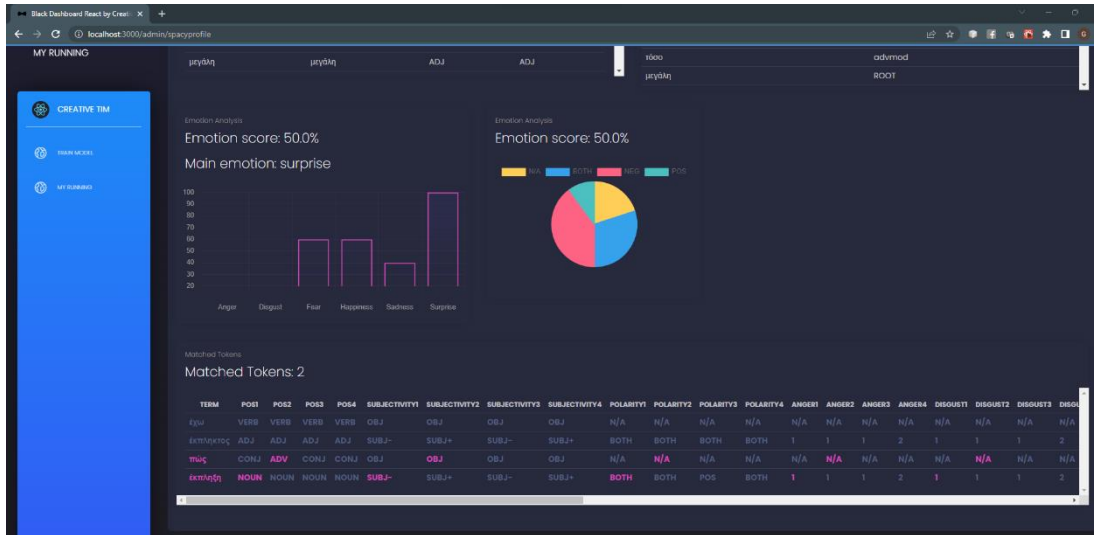 Black Dashboard React by Creati
localhost:3000/admin/spacyprofile
MY RUNNING
CREATIVE TIM
TRAIN MODEL
MY RUNNING
μεγάλη μεγάλη ADJ ADJ
τόσο advmod
μεγάλη ROOT
Emotion Analysis
Emotion score: 50.0%
Main emotion: surprise
100
90
80
70
60
50
40
30
20
Anger Disgust Fear Happiness Sadness Surprise
Emotion Analysis
Emotion score: 50.0%
N/A BOTH NEG POS
Matched Tokens
Matched Tokens: 2
TERM POS1 POS2 POS3 POS4 SUBJECTIVITY1 SUBJECTIVITY2 SUBJECTIVITY3 SUBJECTIVITY4 POLARITY1 POLARITY2 POLARITY3 POLARITY4 ANGER1 ANGER2 ANGER3 ANGER4 DISGUST1 DISGUST2 DISGUST3 DISGU
έχω VERB VERB VERB VERB OBJ OBJ OBJ OBJ N/A N/A N/A N/A N/A N/A N/A N/A N/A N/A N/A N/A
έκπληκτος ADJ ADJ ADJ ADJ SUBJ- SUBJ+ SUBJ- SUBJ+ BOTH BOTH BOTH BOTH 1 1 1 2 1 1 1 2
πώς CONJ ADV CONJ CONJ OBJ OBJ OBJ OBJ N/A N/A N/A N/A N/A N/A N/A N/A N/A N/A N/A N/A
έκπληξη NOUN NOUN NOUN NOUN SUBJ- SUBJ+ SUBJ- SUBJ+ BOTH BOTH POS BOTH 1 1 1 2 1 1 1 2